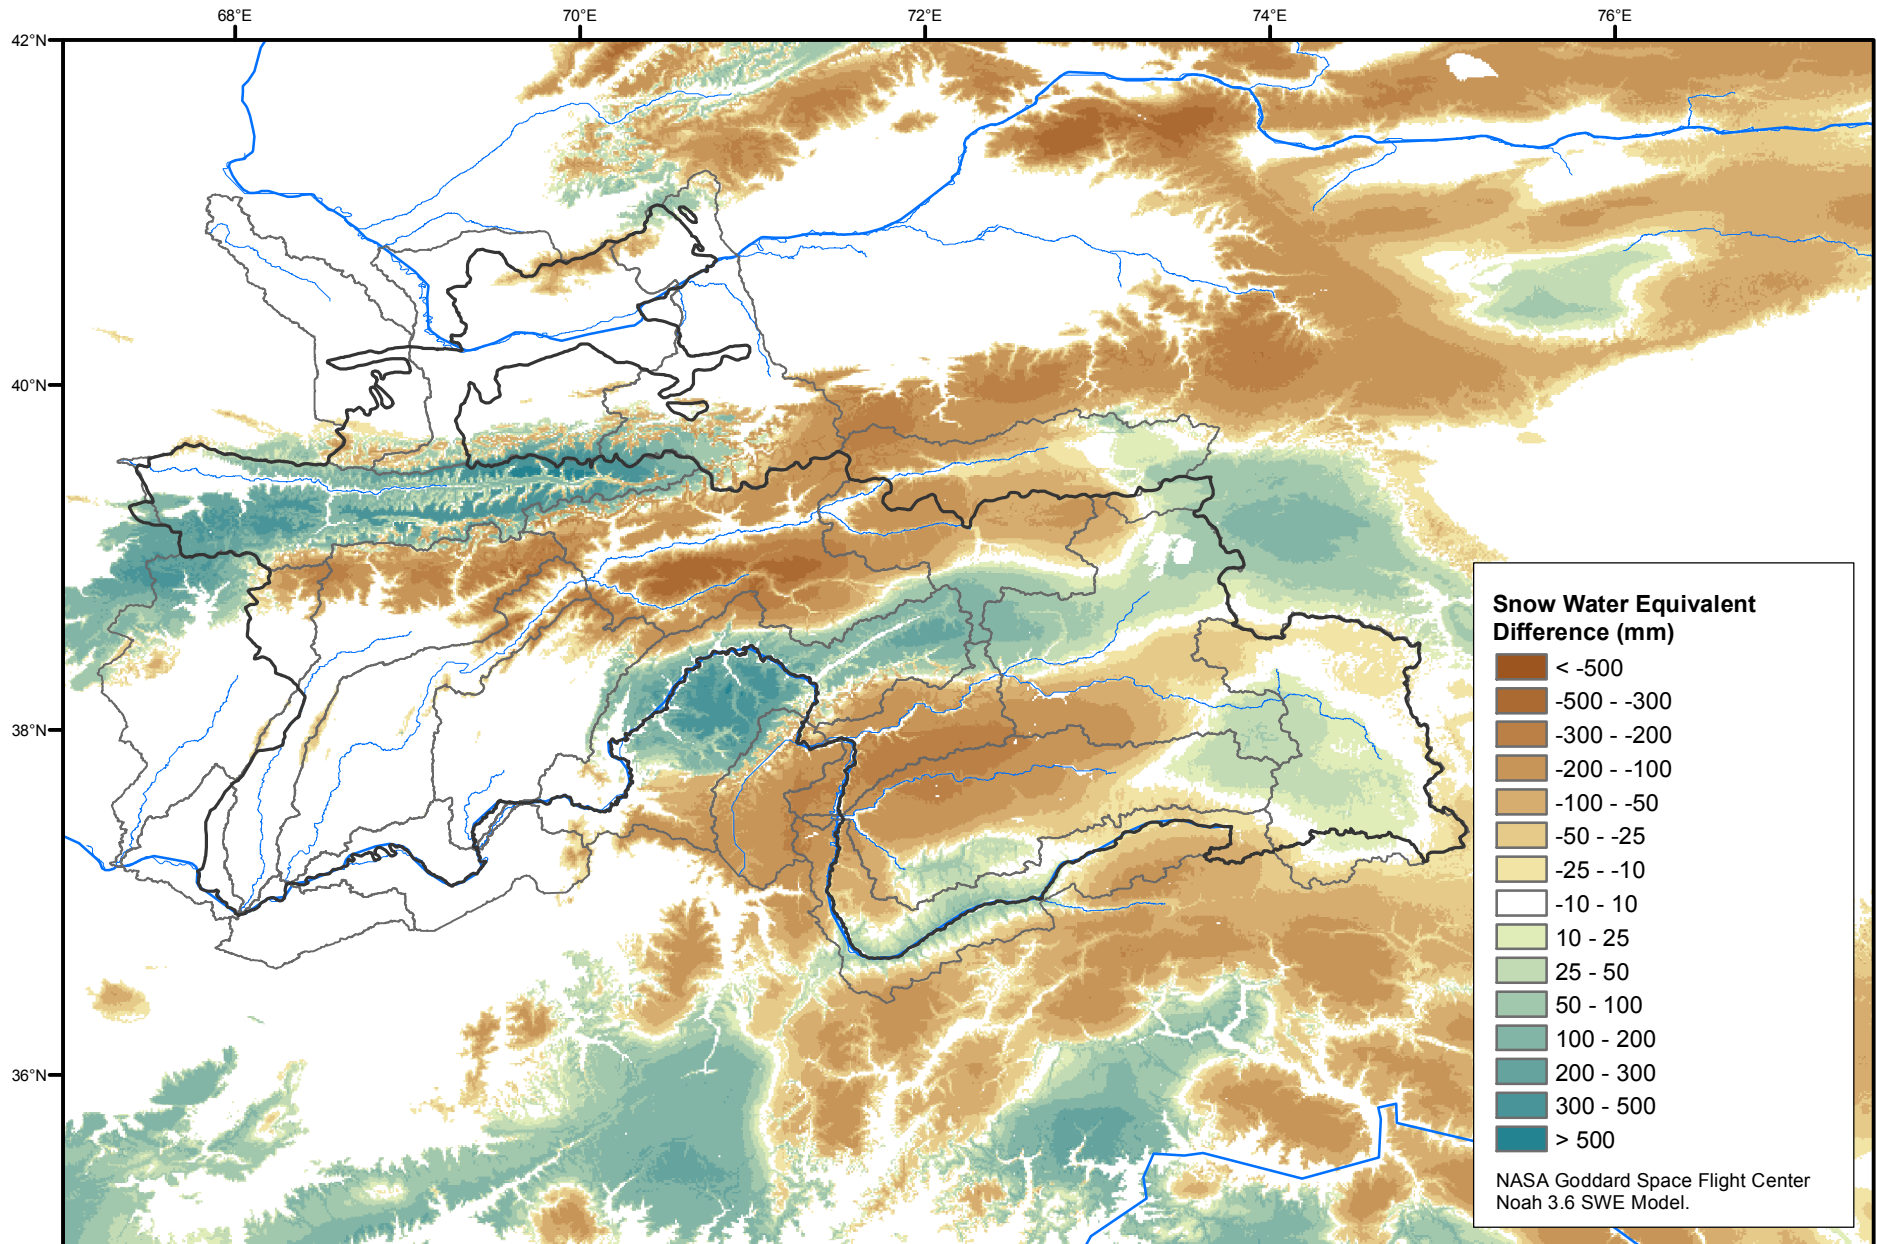 68°E
70°E
72°E
74°E
76°E
42°N
40°N
38°N
36°N
Snow Water Equivalent
Difference (mm)
< -500
-500 - -300
-300 - -200
-200 - -100
-100 - -50
-50 - -25
-25 - -10
-10 - 10
10 - 25
25 - 50
50 - 100
100 - 200
200 - 300
300 - 500
> 500
NASA Goddard Space Flight Center
Noah 3.6 SWE Model.